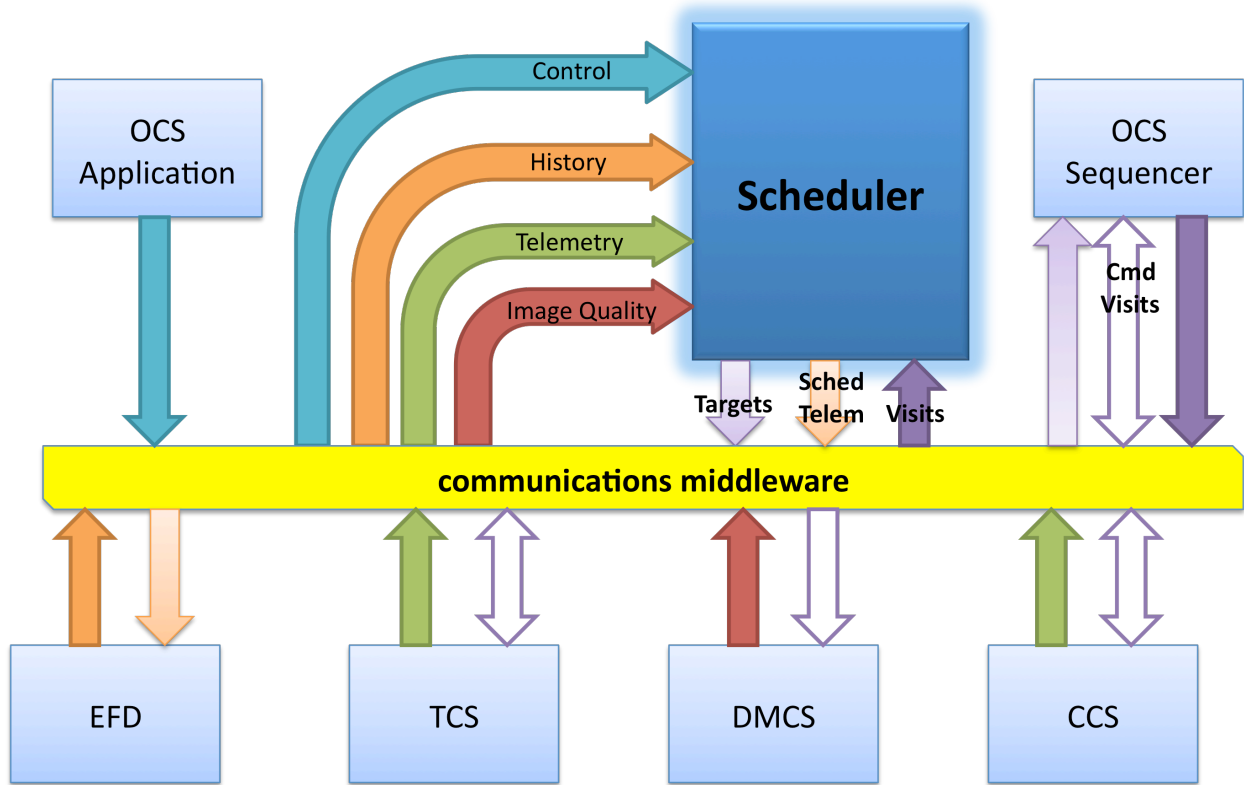 Control
OCS
Application
History
Scheduler
OCS
Sequencer
Telemetry
Image Quality
Cmd
Visits
Targets
Sched
Telem
Visits
communications middleware
EFD
TCS
DMCS
CCS